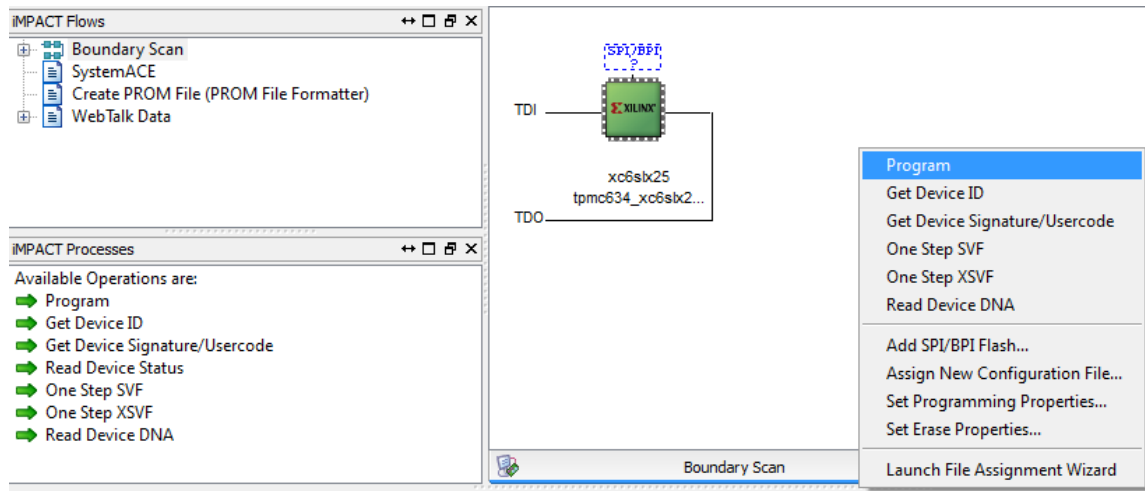 iMPACT Flows
Boundary Scan
SystemACE
Create PROM File (PROM File Formatter)
WebTalk Data
iMPACT Processes
Available Operations are:
Program
Get Device ID
Get Device Signature/Usercode
Read Device Status
One Step SVF
One Step XSVF
Read Device DNA
SPI/BPI
?
TDI
XILINX
xc6slx25
tpmc634_xc6slx2...
TDO
Boundary Scan
Program
Get Device ID
Get Device Signature/Usercode
One Step SVF
One Step XSVF
Read Device DNA
Add SPI/BPI Flash...
Assign New Configuration File...
Set Programming Properties...
Set Erase Properties...
Launch File Assignment Wizard